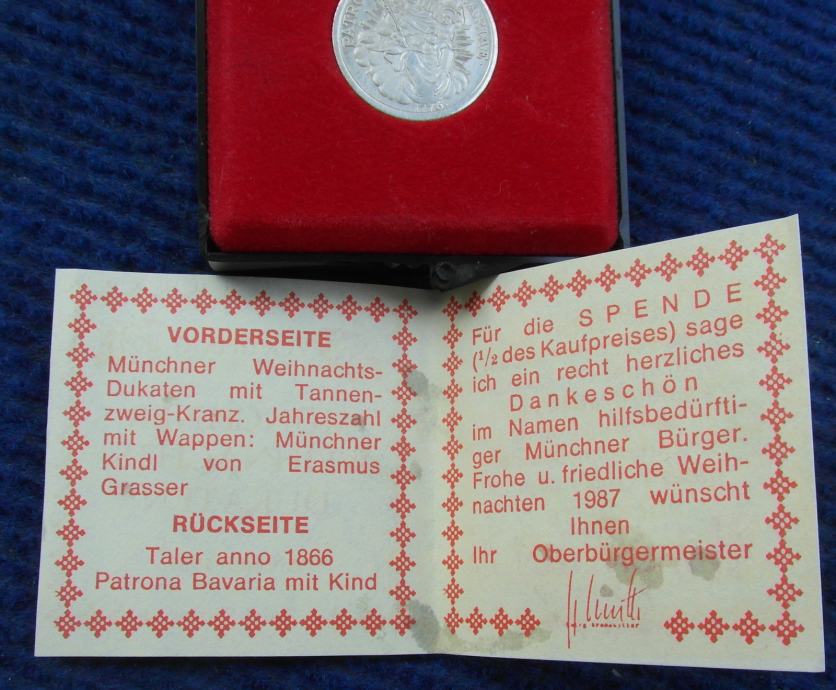 PATRO
1776.
VORDERSEITE
Münchner Weihnachts-
Dukaten mit Tannen-
zweig-Kranz. Jahreszahl
mit Wappen: Münchner
Kindl von Erasmus
Grasser
RÜCKSEITE
Taler anno 1866
Patrona Bavaria mit Kind
Für die SPENDE
(1/2 des Kaufpreises) sage
ich ein recht herzliches
Dankeschön
im Namen hilfsbedürfti-
ger Münchner Bürger.
Frohe u. friedliche Weih-
nachten 1987 wünscht
Ihnen
Ihr Oberbürgermeister